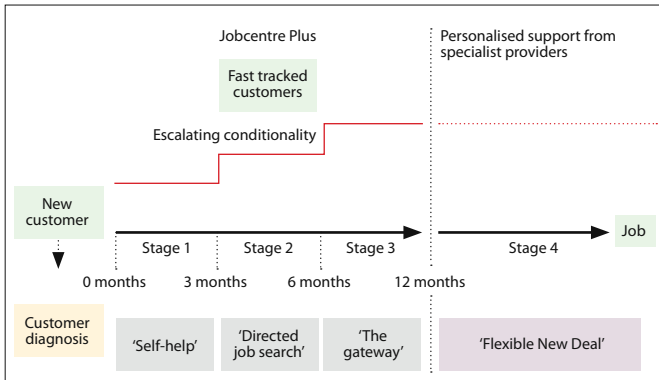 Jobcentre Plus
Personalised support from
specialist providers
Fast tracked
customers
Escalating conditionality
New
customer
Job
Stage 1
Stage 2
Stage 3
Stage 4
0 months
3 months
6 months
12 months
Customer
diagnosis
'Self-help'
'Directed
job search'
'The
gateway'
'Flexible New Deal'